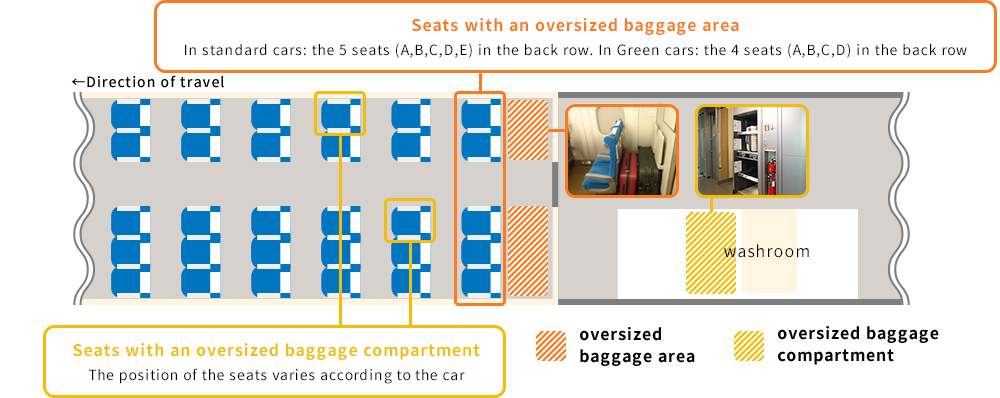 Seats with an oversized baggage area
In standard cars: the 5 seats (A,B,C,D,E) in the back row. In Green cars: the 4 seats (A,B,C,D) in the back row
←Direction of travel
washroom
Seats with an oversized baggage compartment
The position of the seats varies according to the car
oversized
baggage area
oversized baggage
compartment